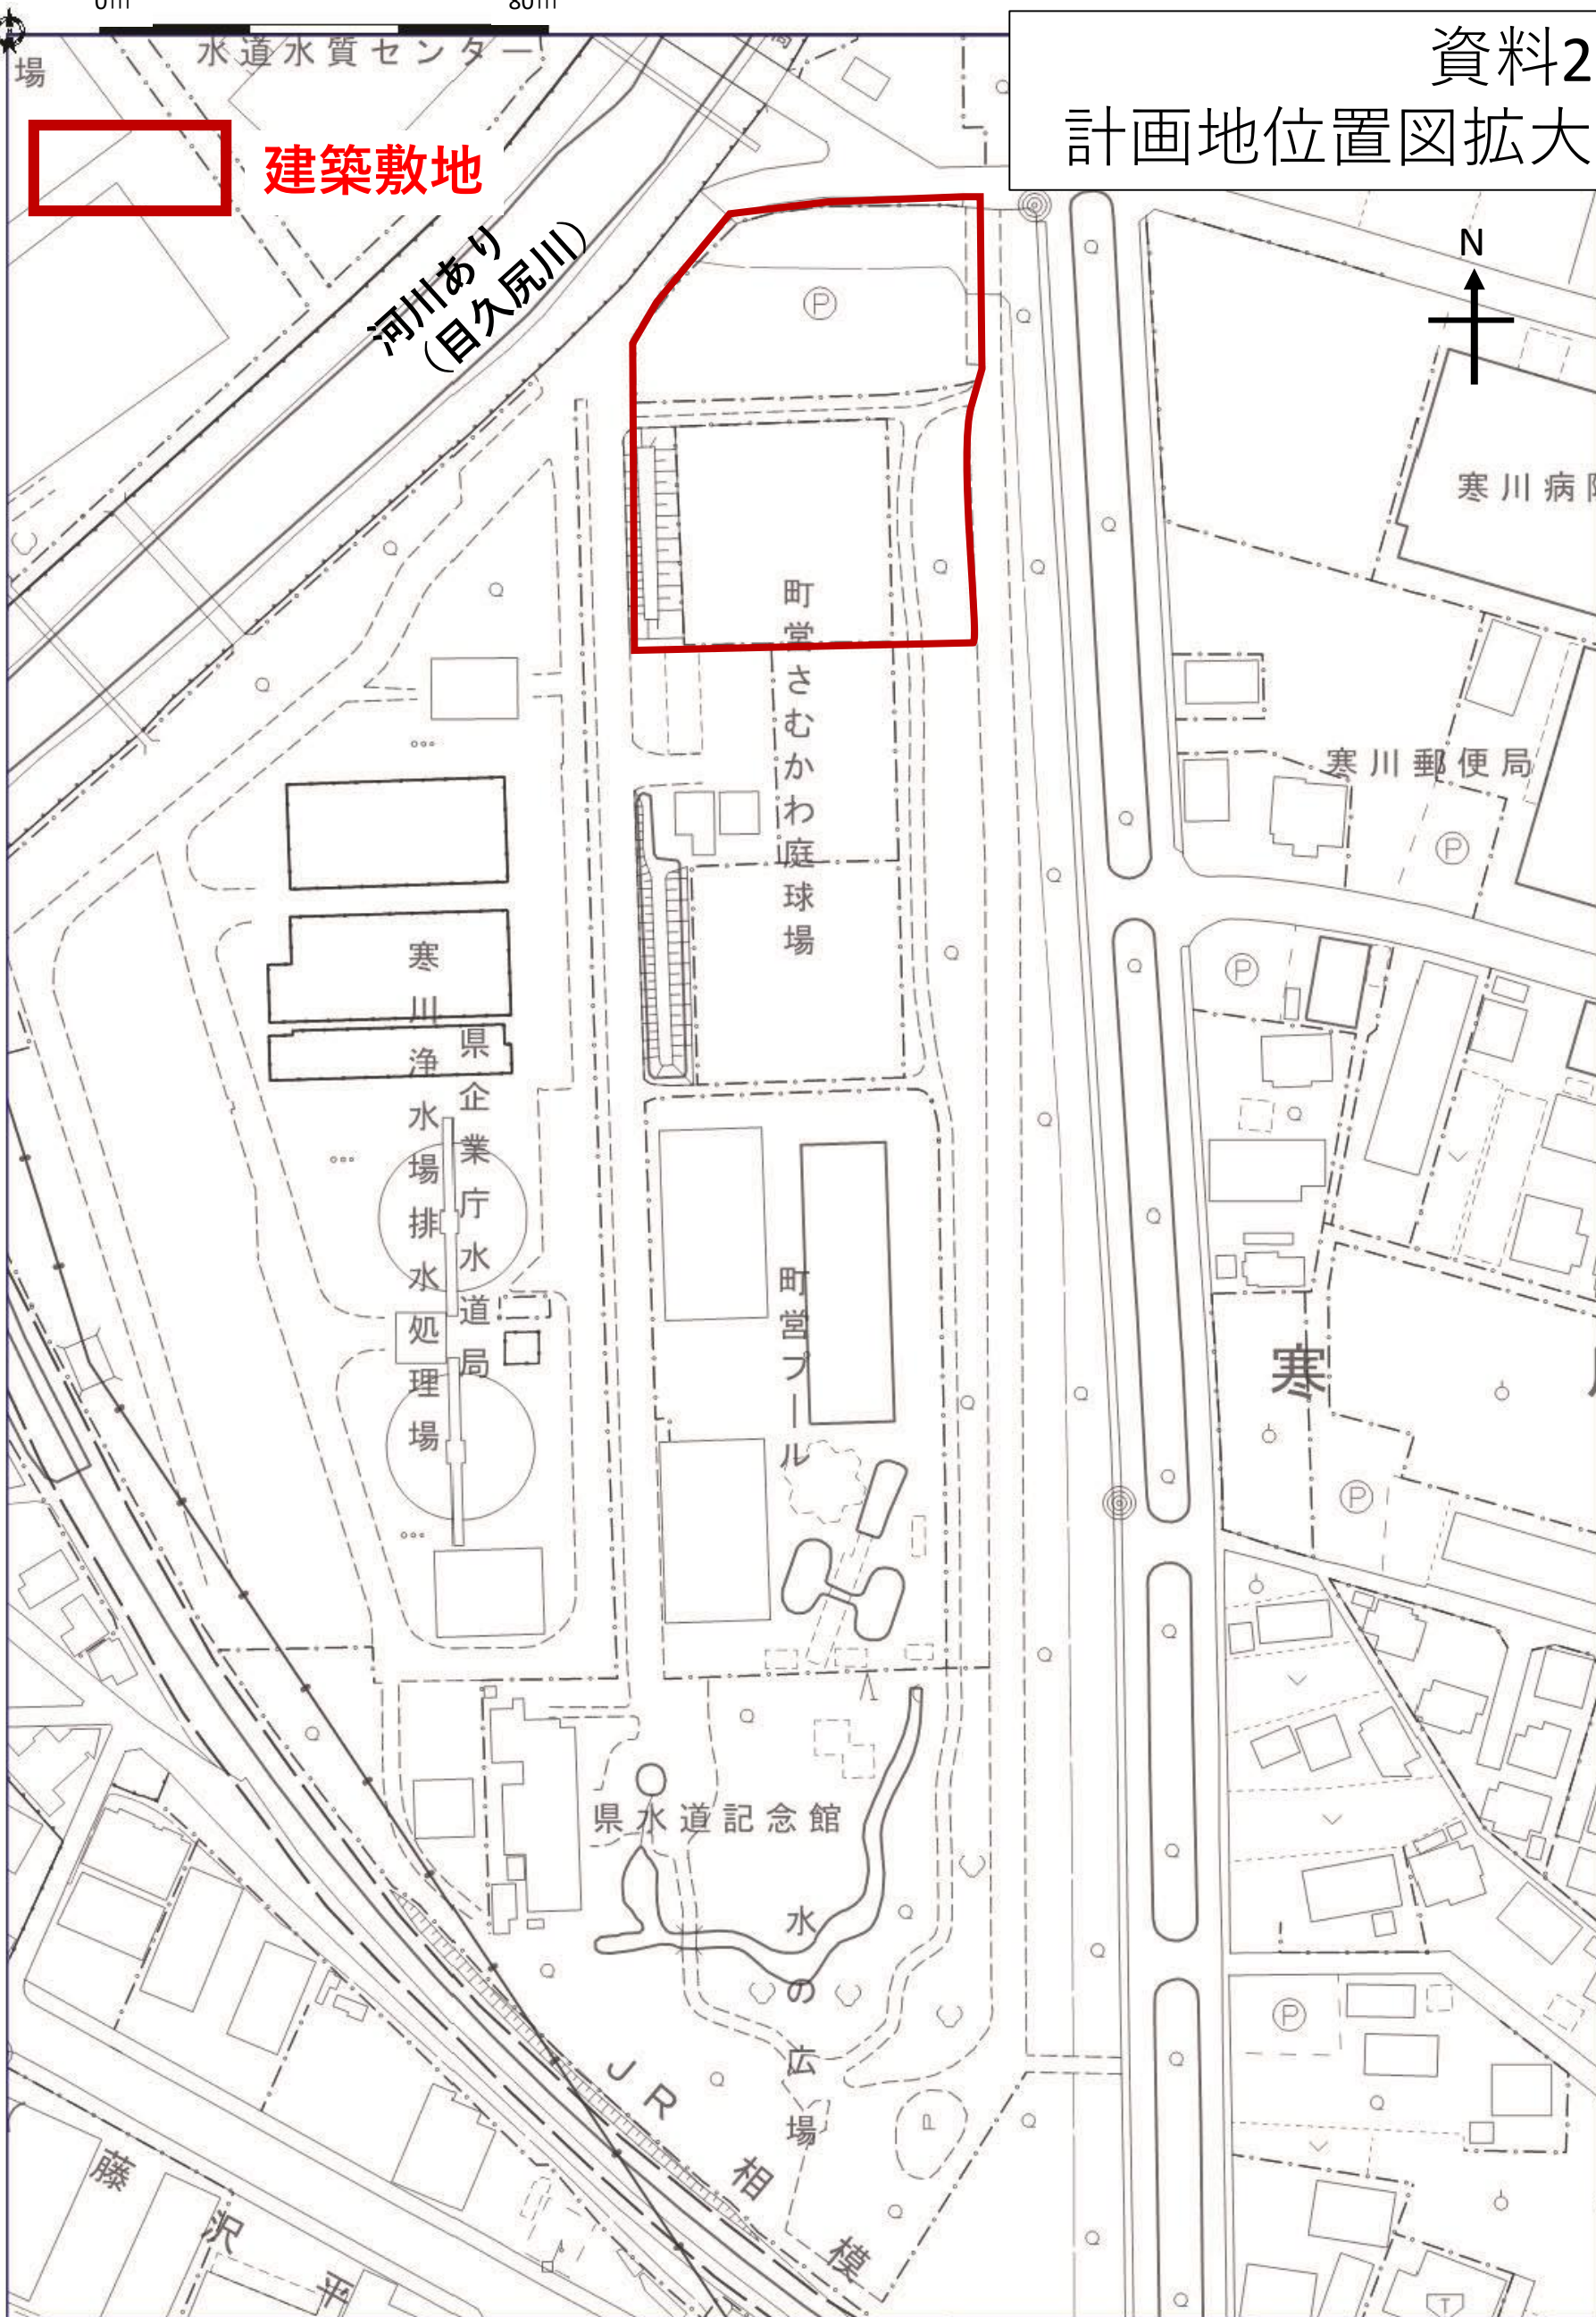 0m
80m
資料2
計画地位置図拡大
場
水道水質センター
建築敷地
河川あり
（目久尻川）
N
P
寒川病
町営さむかわ庭球場
寒川郵便局
P
P
寒川浄水場排水処理場
県企業庁水道局
町営プール
寒
P
県水道記念館
水の広場
P
JR相模
藤沢平